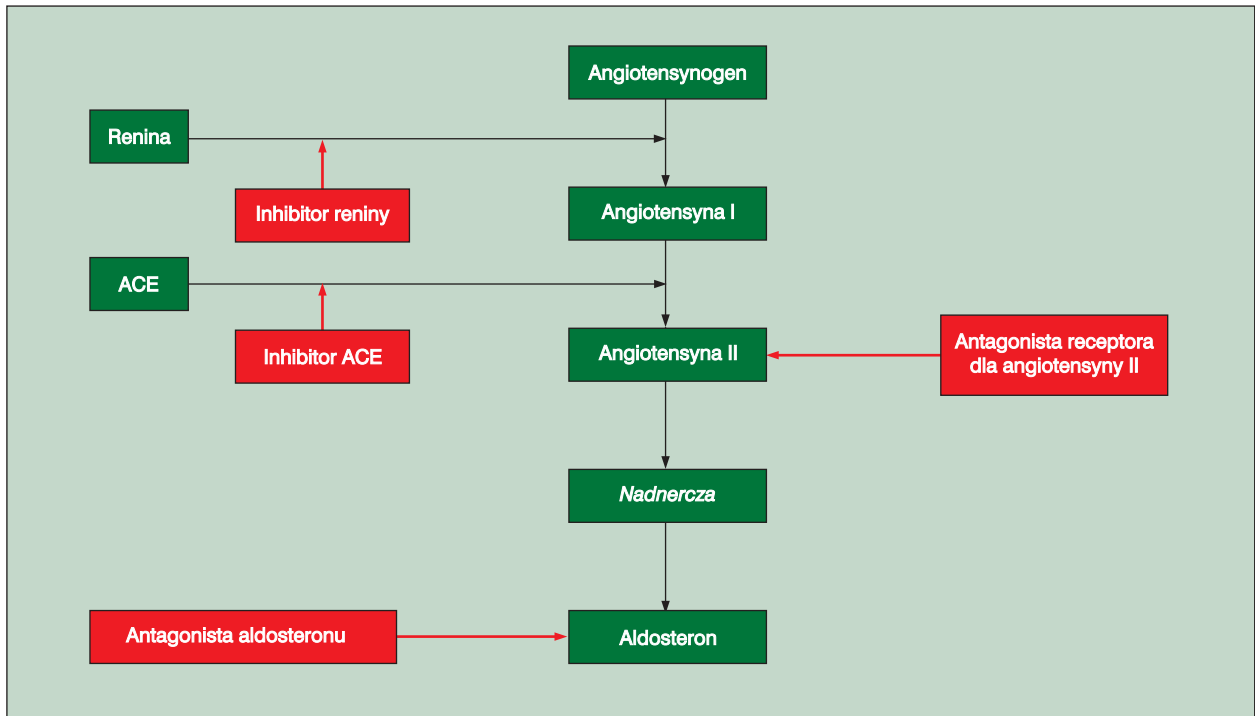 Angiotensynogen
Renina
Inhibitor reniny
Angiotensyna I
ACE
Inhibitor ACE
Angiotensyna II
Antagonista receptora
dla angiotensyny II
Nadnercza
Antagonista aldosteronu
Aldosteron